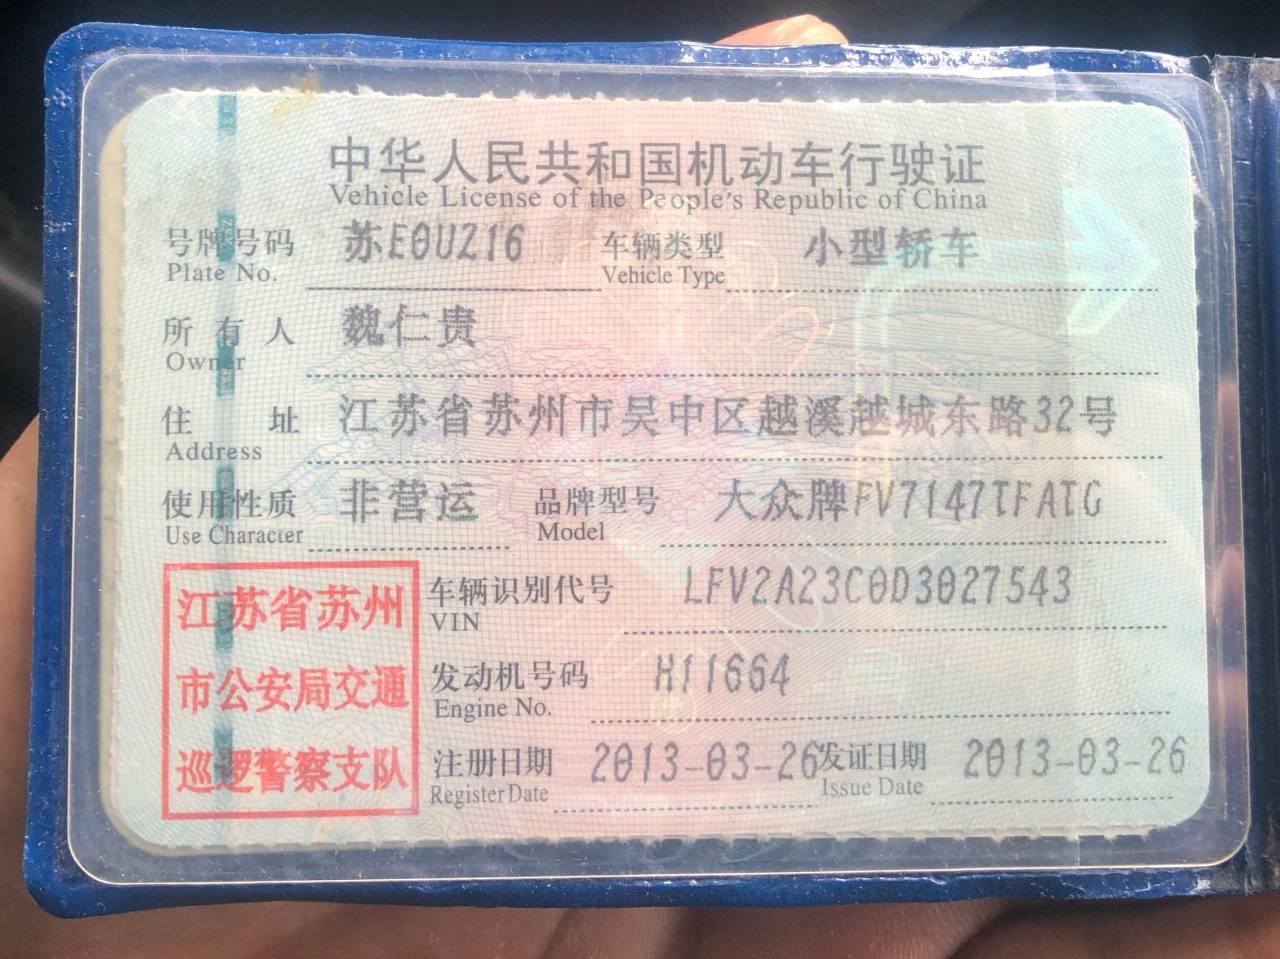 中华人民共和国机动车行驶证
Vehicle License of the People's Republic of China
号牌号码 苏E0UZ16 车辆类型 小型轿车
Plate No. Vehicle Type
所有人 魏仁贵
Owner
住址 江苏省苏州市吴中区越溪越城东路32号
Address
使用性质 非营运 品牌型号 大众牌FV7147TFATG
Use Character Model
江苏省苏州
市公安局交通
巡逻警察支队
车辆识别代号 LFV2A23C0D3027543
VIN
发动机号码 H11664
Engine No.
注册日期 2013-03-26 发证日期 2013-03-26
Register Date Issue Date